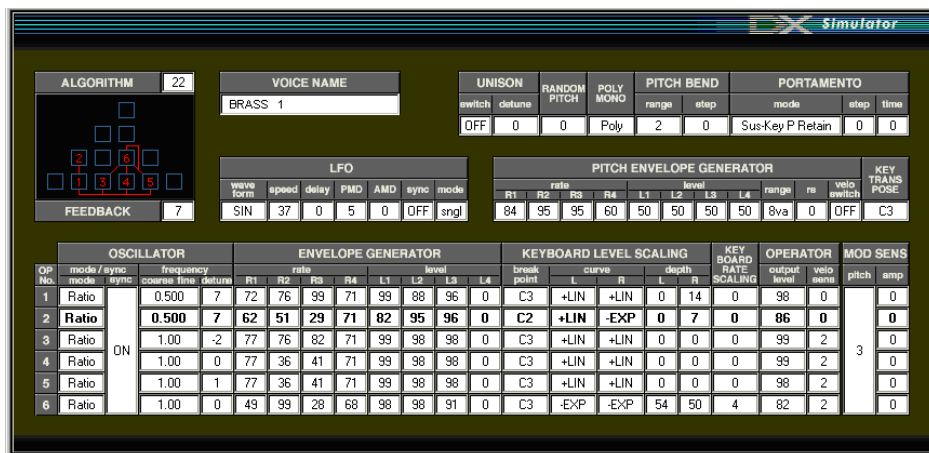 DX Simulator
ALGORITHM 22 VOICE NAME UNISON RANDOM PITCH POLY MONO PITCH BEND PORTAMENTO
switch detune range step mode step time
BRASS 1
OFF 0 0 Poly 2 0 Sus-Key P Retain 0 0
2 6
1 3 4 5
LFO PITCH ENVELOPE GENERATOR KEY TRANS POSE
wave form speed delay PMD AMD sync mode rate level range rs velo switch
R1 R2 R3 R4 L1 L2 L3 L4
FEEDBACK 7 SIN 37 0 5 0 OFF sngl 84 95 95 60 50 50 50 50 8va 0 OFF C3
OSCILLATOR ENVELOPE GENERATOR KEYBOARD LEVEL SCALING KEY BOARD RATE SCALING OPERATOR MOD SENS
OP No. mode / sync frequency rate level break point curve depth output level velo sens pitch amp
mode sync coarse fine detune R1 R2 R3 R4 L1 L2 L3 L4 L R L R
1 Ratio 0.500 7 72 76 99 71 99 88 96 0 C3 +LIN +LIN 0 14 0 98 0 0
2 Ratio 0.500 7 62 51 29 71 82 95 96 0 C2 +LIN -EXP 0 7 0 86 0 0
3 Ratio 1.00 -2 77 76 82 71 99 98 98 0 C3 +LIN +LIN 0 0 0 99 2 0
ON 3
4 Ratio 1.00 0 77 36 41 71 99 98 98 0 C3 +LIN +LIN 0 0 0 99 2 0
5 Ratio 1.00 1 77 36 41 71 99 98 98 0 C3 +LIN +LIN 0 0 0 98 2 0
6 Ratio 1.00 0 49 99 28 68 98 98 91 0 C3 -EXP -EXP 54 50 4 82 2 0